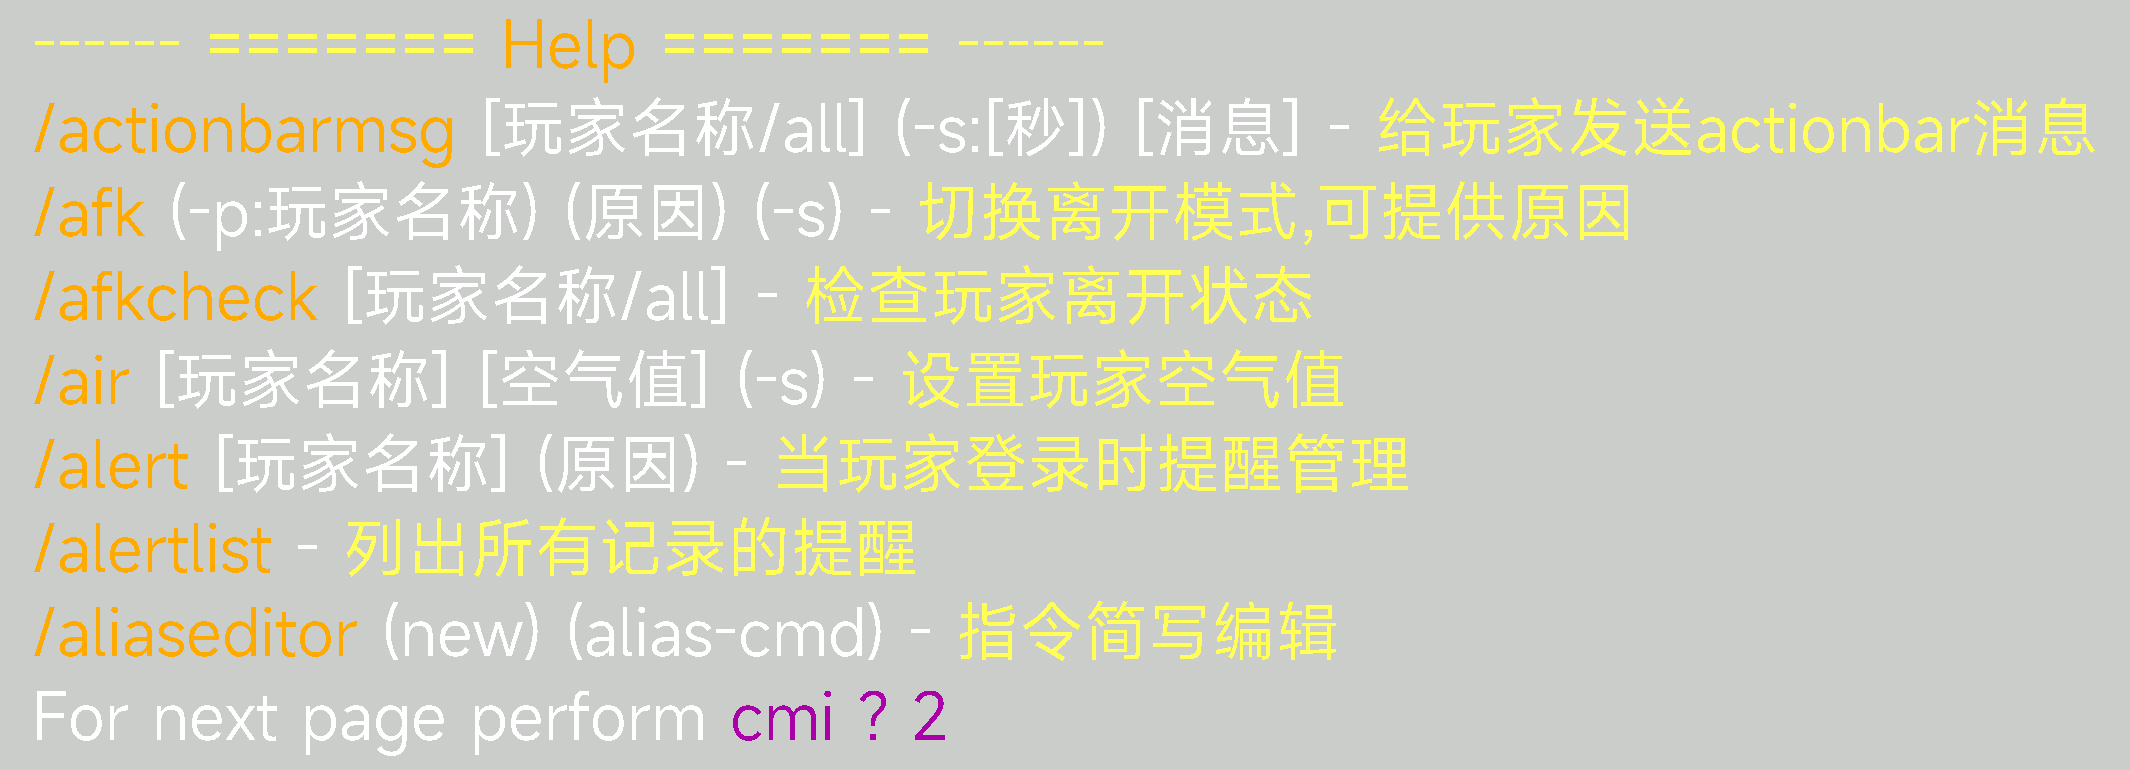 ------ ======= Help ======= ------
/actionbarmsg [玩家名称/all] (-s:[秒]) [消息] - 给玩家发送actionbar消息
/afk (-p:玩家名称) (原因) (-s) - 切换离开模式,可提供原因
/afkcheck [玩家名称/all] - 检查玩家离开状态
/air [玩家名称] [空气值] (-s) - 设置玩家空气值
/alert [玩家名称] (原因) - 当玩家登录时提醒管理
/alertlist - 列出所有记录的提醒
/aliaseditor (new) (alias-cmd) - 指令简写编辑
For next page perform cmi ? 2